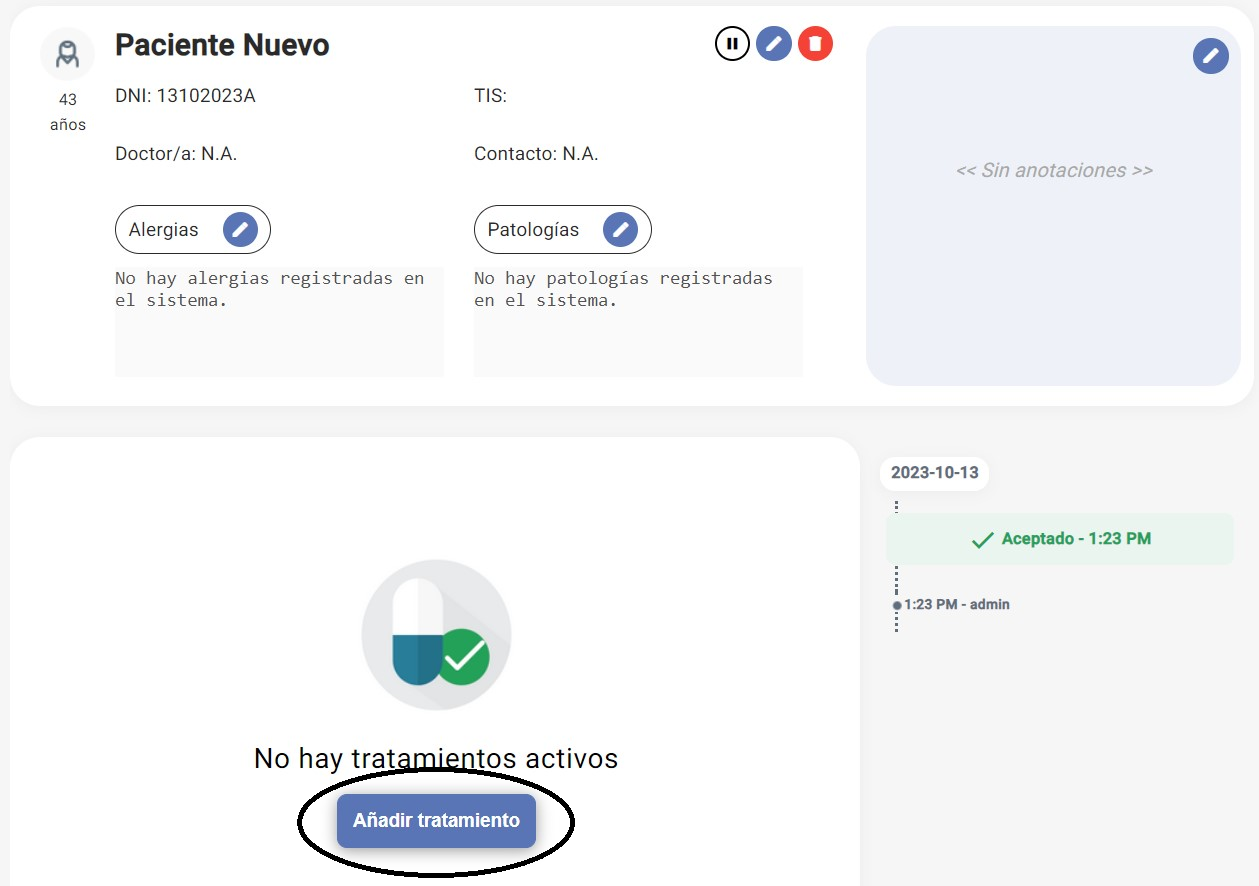 Paciente Nuevo
43
años
DNI: 13102023A
TIS:
Doctor/a: N.A.
Contacto: N.A.
Alergias
Patologías
No hay alergias registradas en
el sistema.
No hay patologías registradas
en el sistema.
<< Sin anotaciones >>
2023-10-13
Aceptado - 1:23 PM
1:23 PM - admin
No hay tratamientos activos
Añadir tratamiento